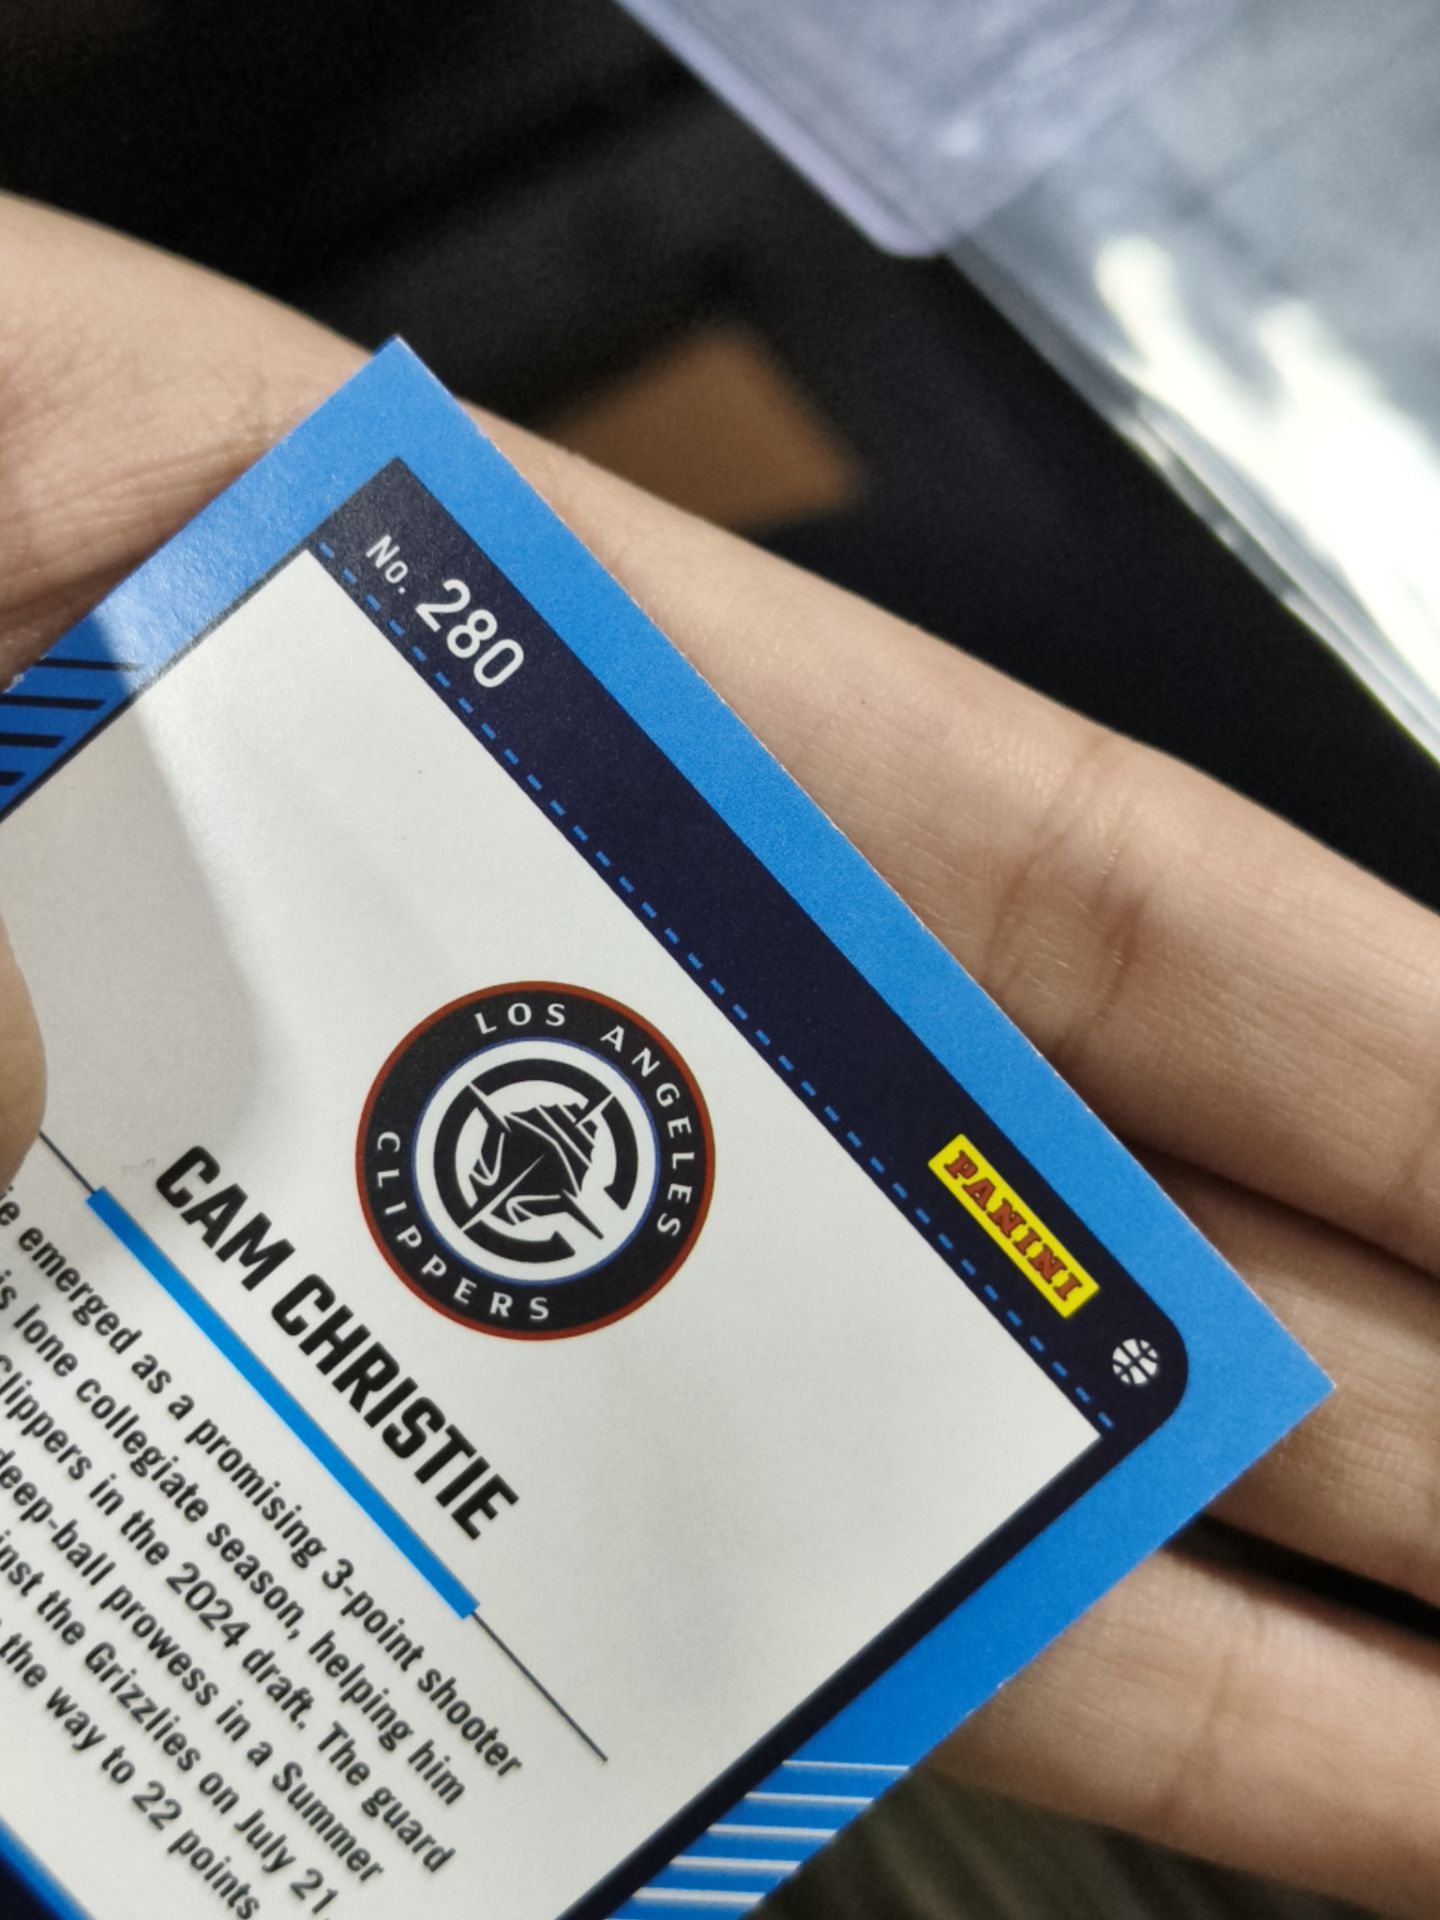 No. 280
PANINI
LOS ANGELES
CLIPPERS
CAM CHRISTIE
emerged as a promising 3-point shooter
lone collegiate season, helping him
Clippers in the 2024 draft. The guard
deep-ball prowess in a Summer
the Grizzlies on July 21,
the way to 22 points